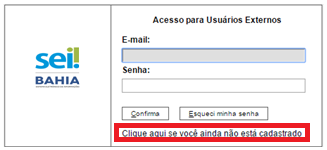 Acesso para Usuários Externos
E-mail:
sei!
BAHIA
Senha:
Confirma
Esqueci minha senha
Clique aqui se você ainda não está cadastrado